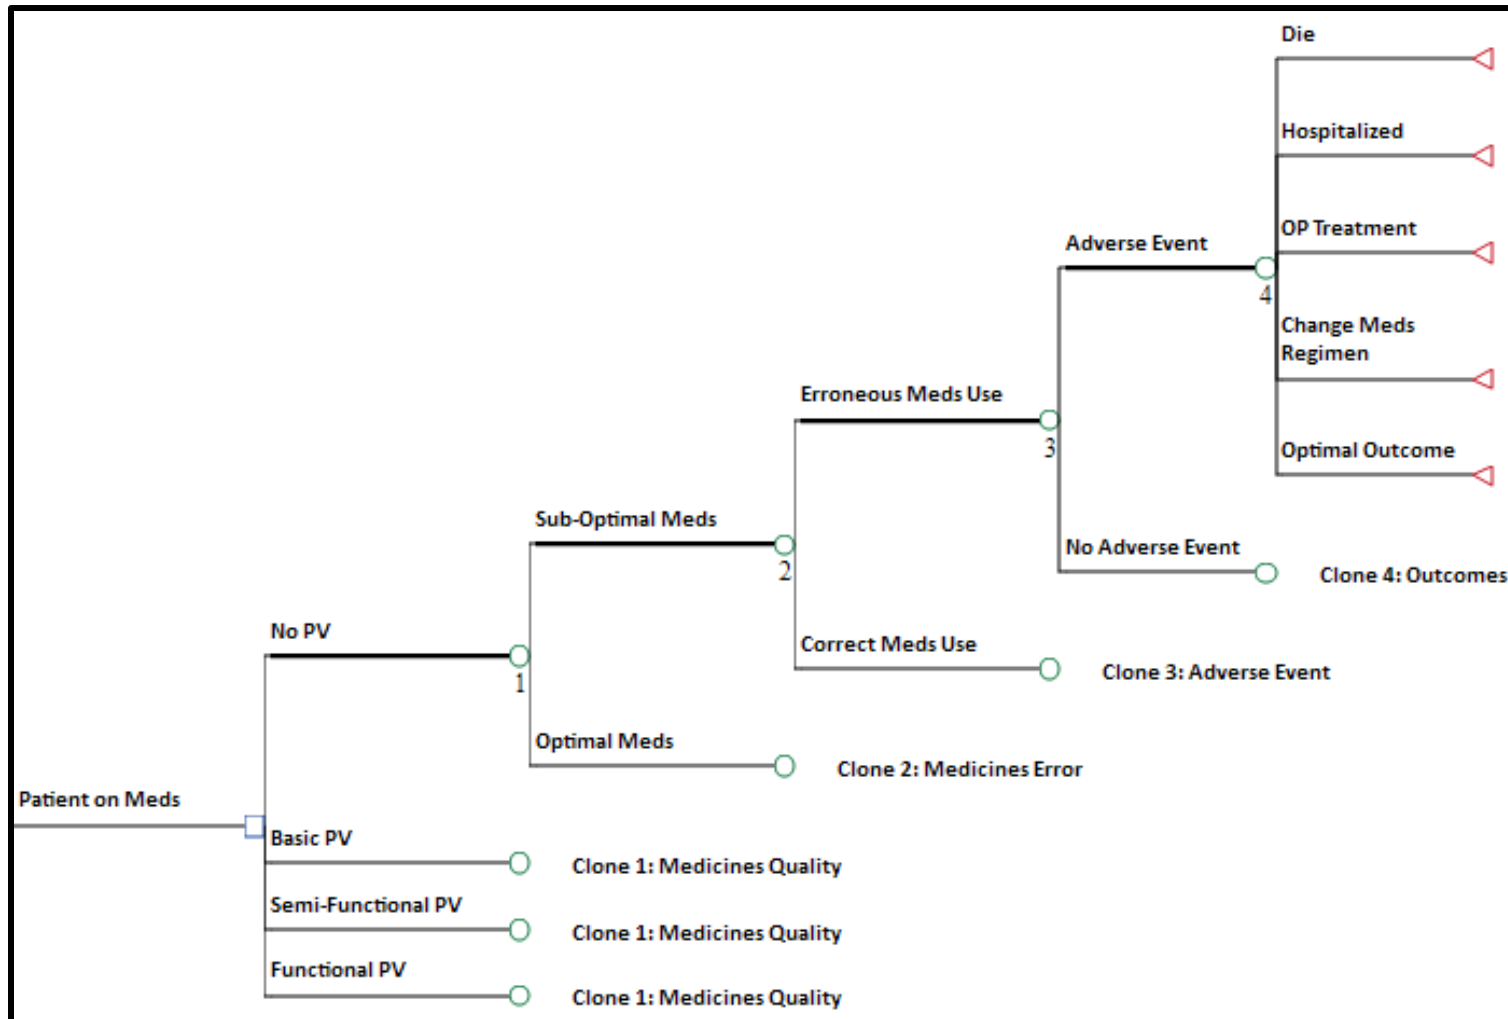 Die
Hospitalized
OP Treatment
Adverse Event
4
Change Meds
Regimen
Erroneous Meds Use
3
Optimal Outcome
Sub-Optimal Meds
2
No Adverse Event
Clone 4: Outcomes
No PV
1
Correct Meds Use
Clone 3: Adverse Event
Optimal Meds
Clone 2: Medicines Error
Patient on Meds
Basic PV
Clone 1: Medicines Quality
Semi-Functional PV
Clone 1: Medicines Quality
Functional PV
Clone 1: Medicines Quality